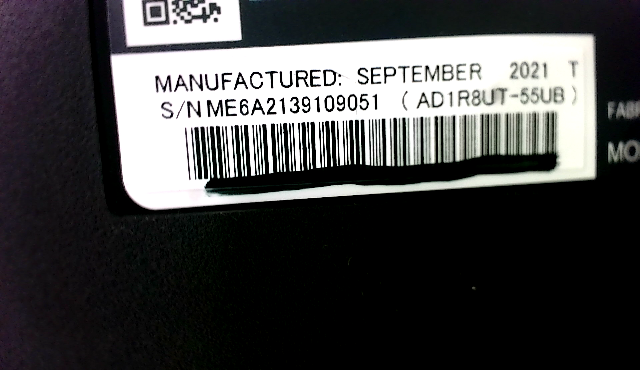 MANUFACTURED: SEPTEMBER 2021 T
S/N ME6A2139109051 ( AD1R8UT-55UB )